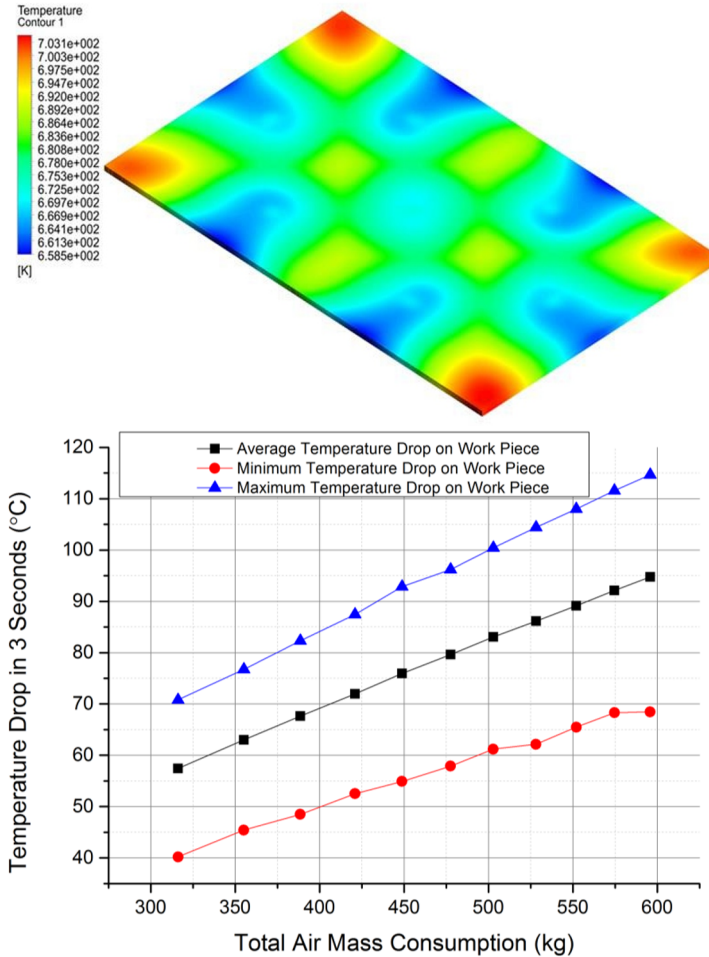 Temperature
Contour 1
7.031e+002
7.003e+002
6.975e+002
6.947e+002
6.920e+002
6.892e+002
6.864e+002
6.836e+002
6.808e+002
6.780e+002
6.753e+002
6.725e+002
6.697e+002
6.669e+002
6.641e+002
6.613e+002
6.585e+002
[K]
Average Temperature Drop on Work Piece
Minimum Temperature Drop on Work Piece
Maximum Temperature Drop on Work Piece
Temperature Drop in 3 Seconds (°C)
120
110
100
90
80
70
60
50
40
300 350 400 450 500 550 600
Total Air Mass Consumption (kg)